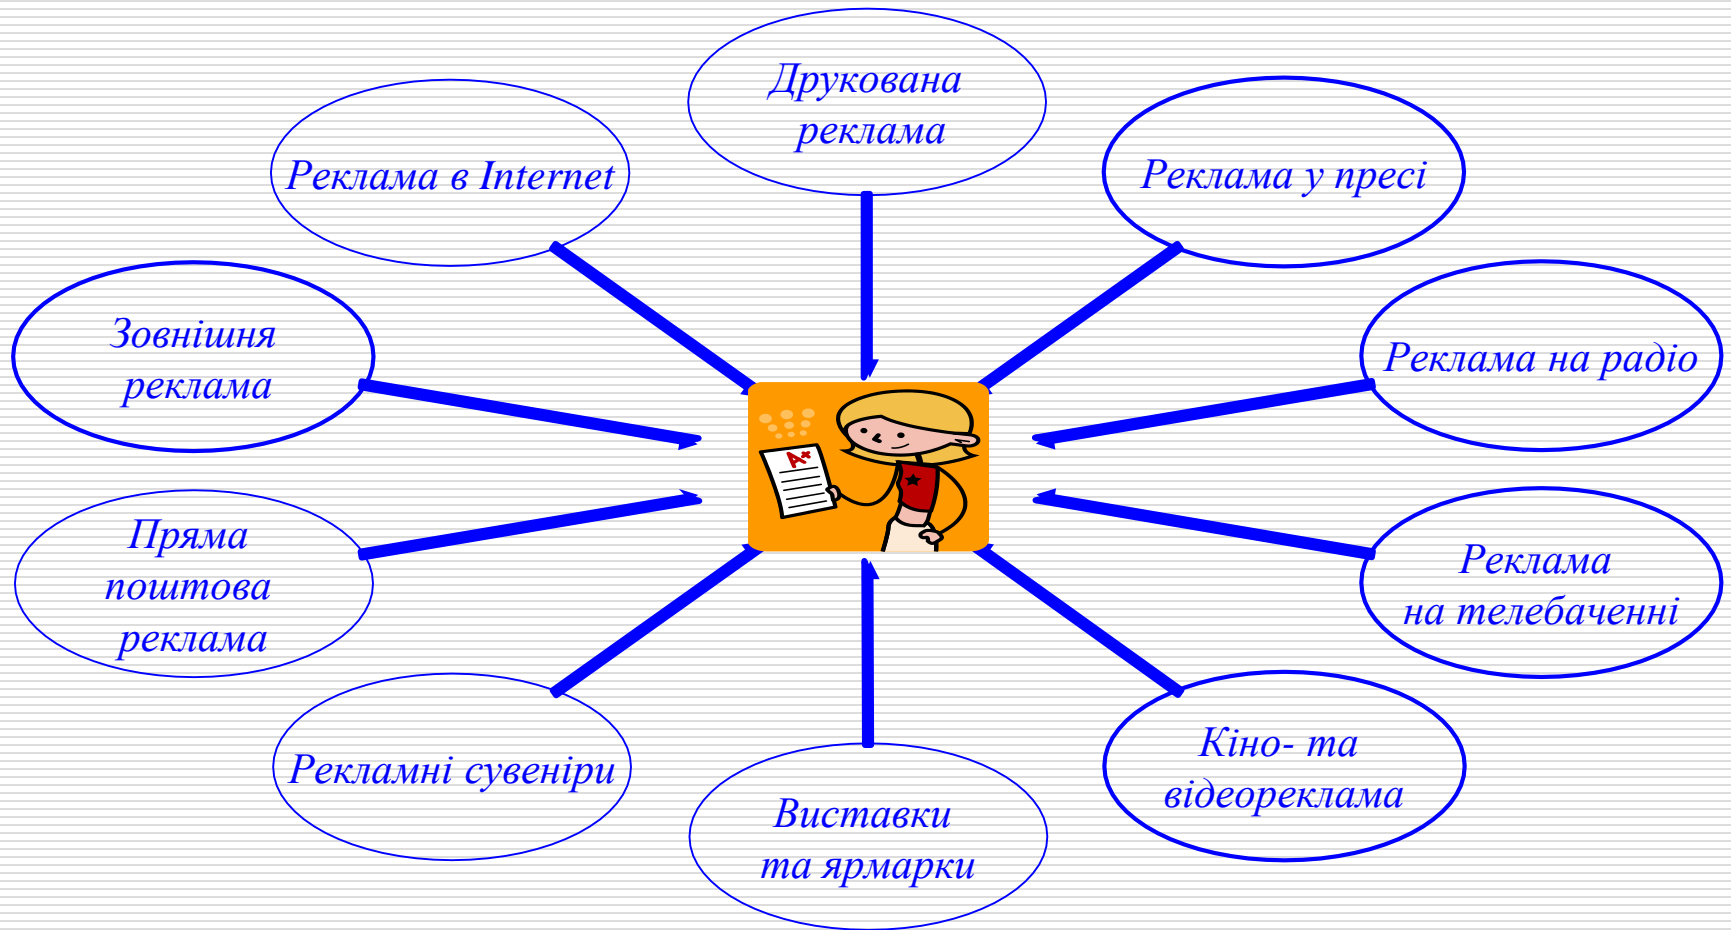 Друкована
реклама
Реклама в Internet
Реклама у пресі
Зовнішня
реклама
Реклама на радіо
A+
Пряма
поштова
реклама
Реклама
на телебаченні
Рекламні сувеніри
Кіно- та
відеореклама
Виставки
та ярмарки